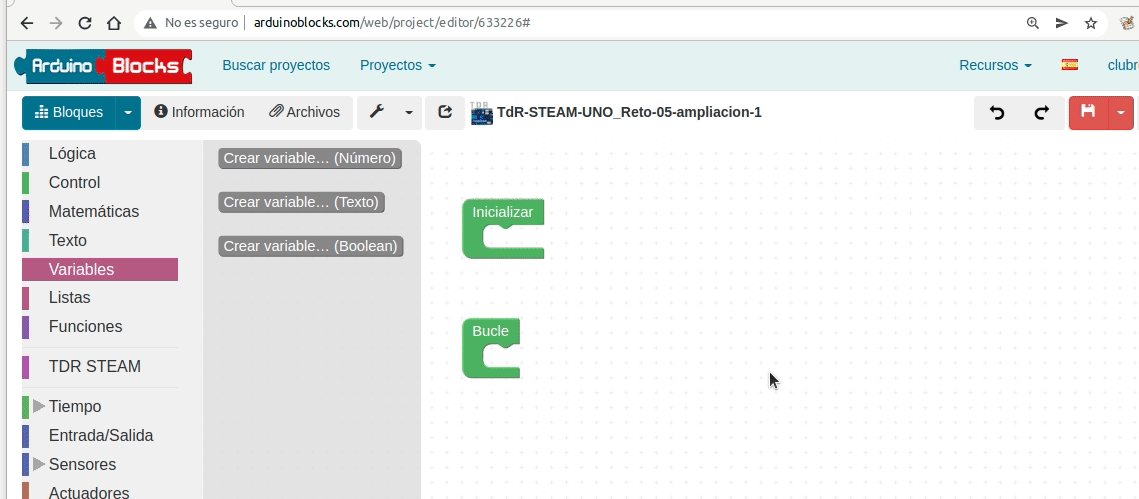 No es seguro
arduinoblocks.com/web/project/editor/633226#
Arduino Blocks
Buscar proyectos
Proyectos
Recursos
clubr
Bloques
Información
Archivos
TDR
TdR-STEAM-UNO_Reto-05-ampliacion-1
Lógica
Control
Matemáticas
Texto
Variables
Listas
Funciones
TDR STEAM
Tiempo
Entrada/Salida
Sensores
Actuadores
Crear variable... (Número)
Crear variable... (Texto)
Crear variable... (Boolean)
Inicializar
Bucle